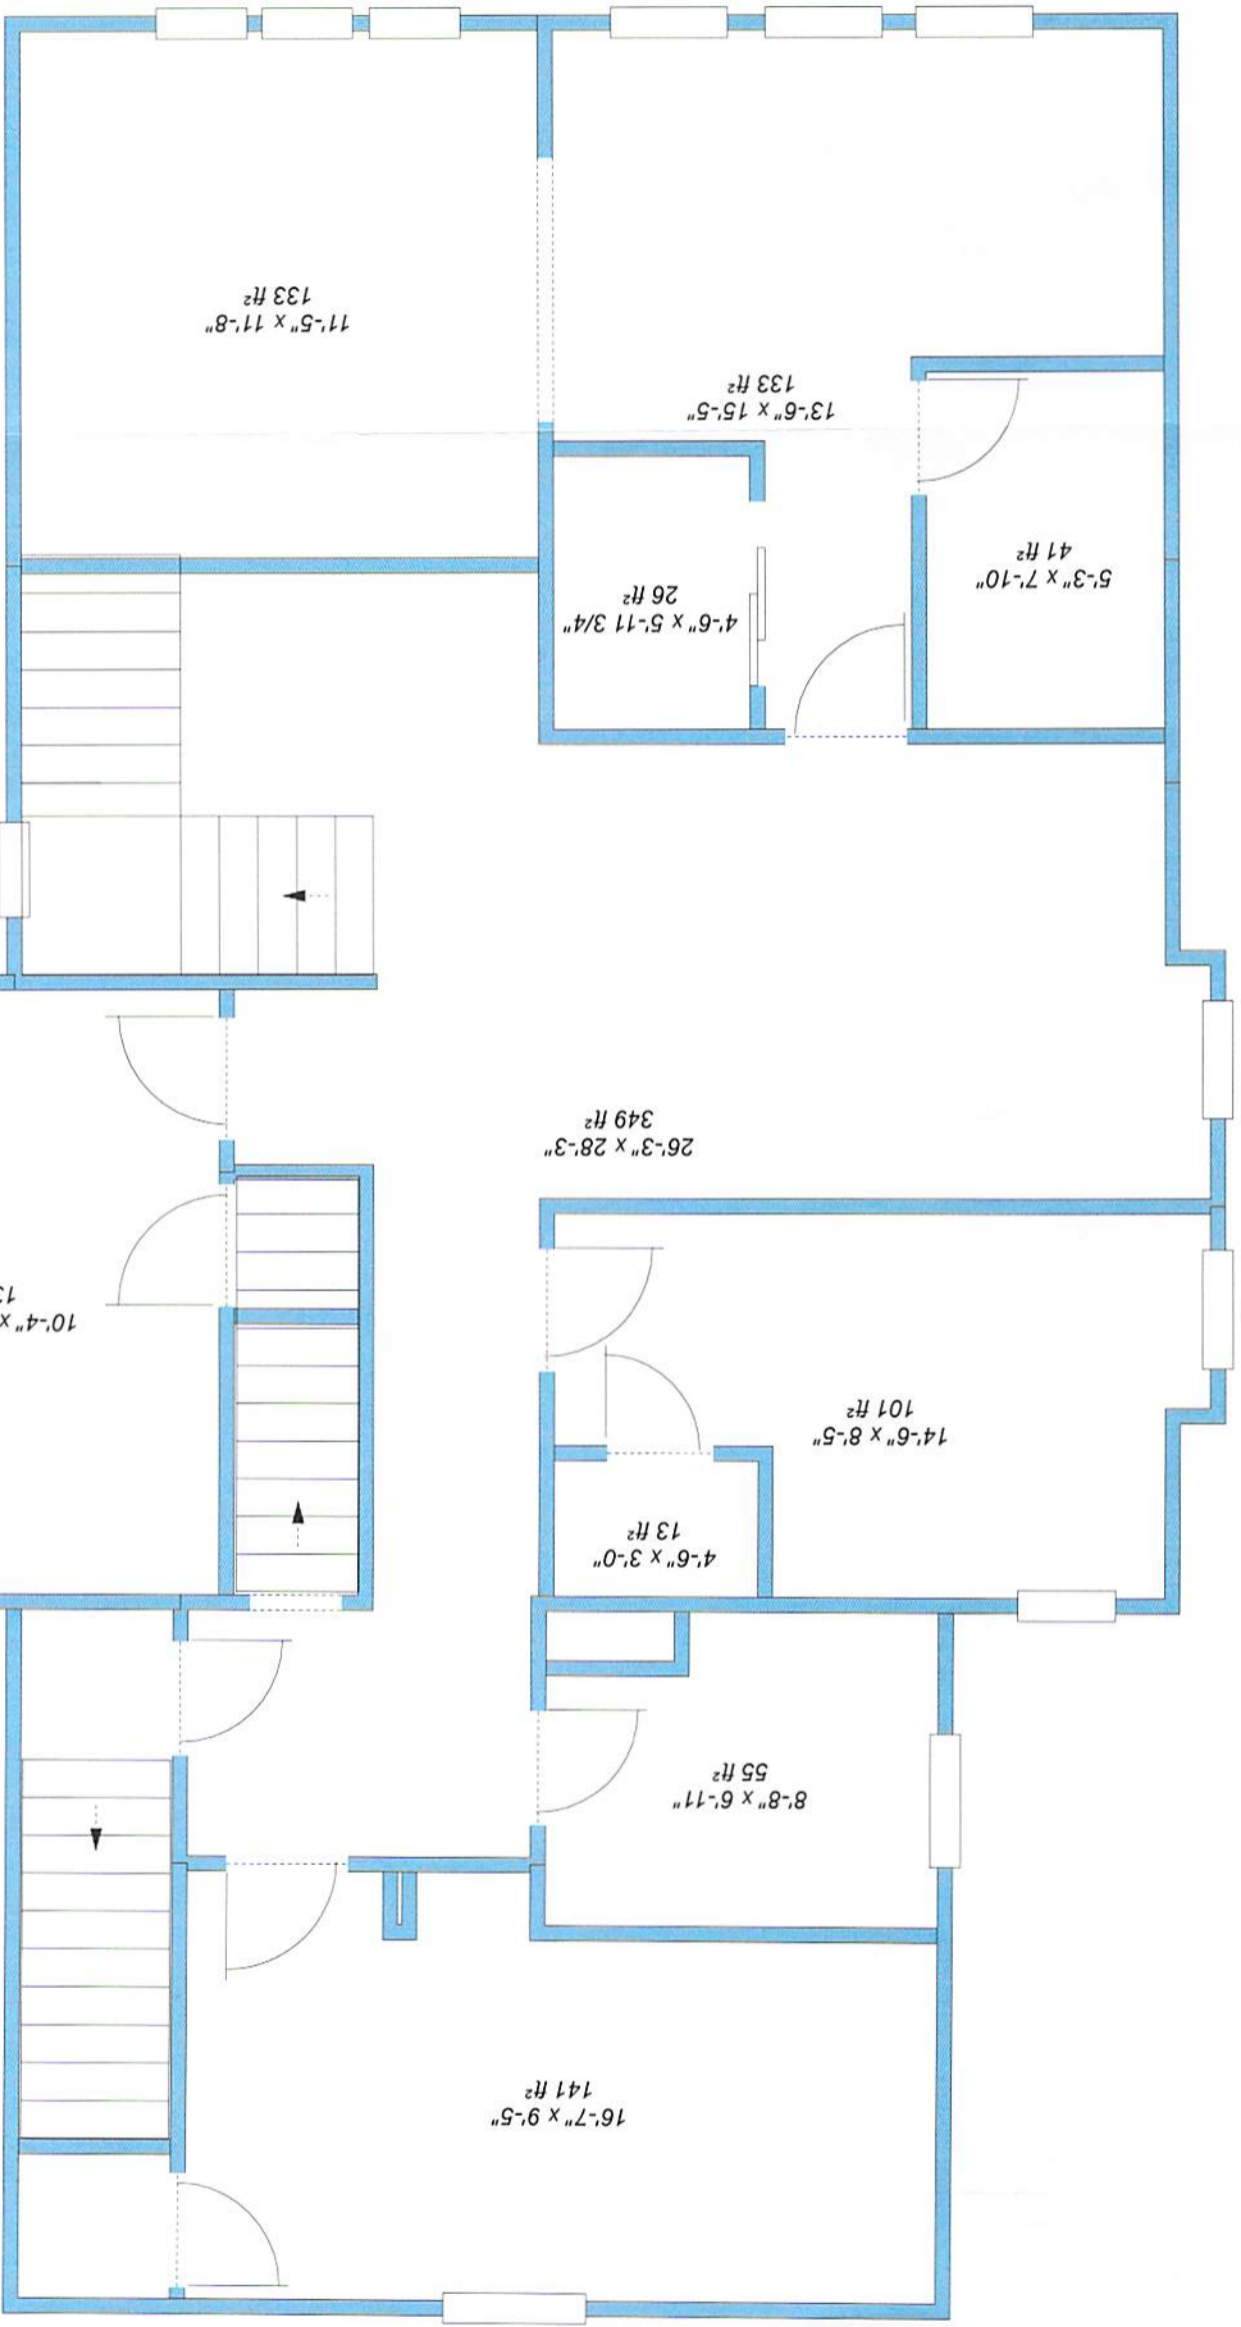 16'-7" x 9'-5"
141 ft²
8'-8" x 6'-11"
55 ft²
4'-6" x 3'-0"
13 ft²
14'-6" x 8'-5"
101 ft²
10'-4" x
26'-3" x 28'-3"
349 ft²
4'-6" x 5'-11 3/4"
26 ft²
5'-3" x 7'-10"
41 ft²
13'-6" x 15'-5"
133 ft²
11'-5" x 11'-8"
133 ft²